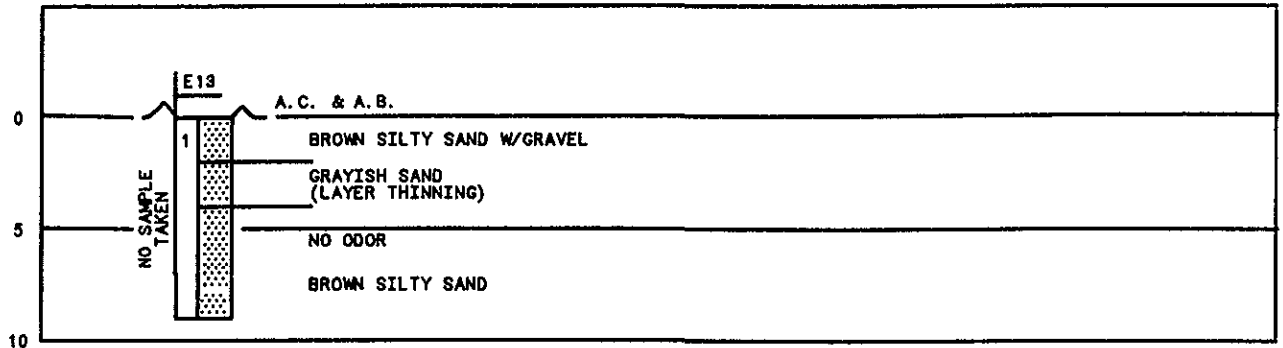 E13
A.C. & A.B.
0
1
BROWN SILTY SAND W/GRAVEL
GRAYISH SAND
(LAYER THINNING)
NO SAMPLE
TAKEN
5
NO ODOR
BROWN SILTY SAND
10